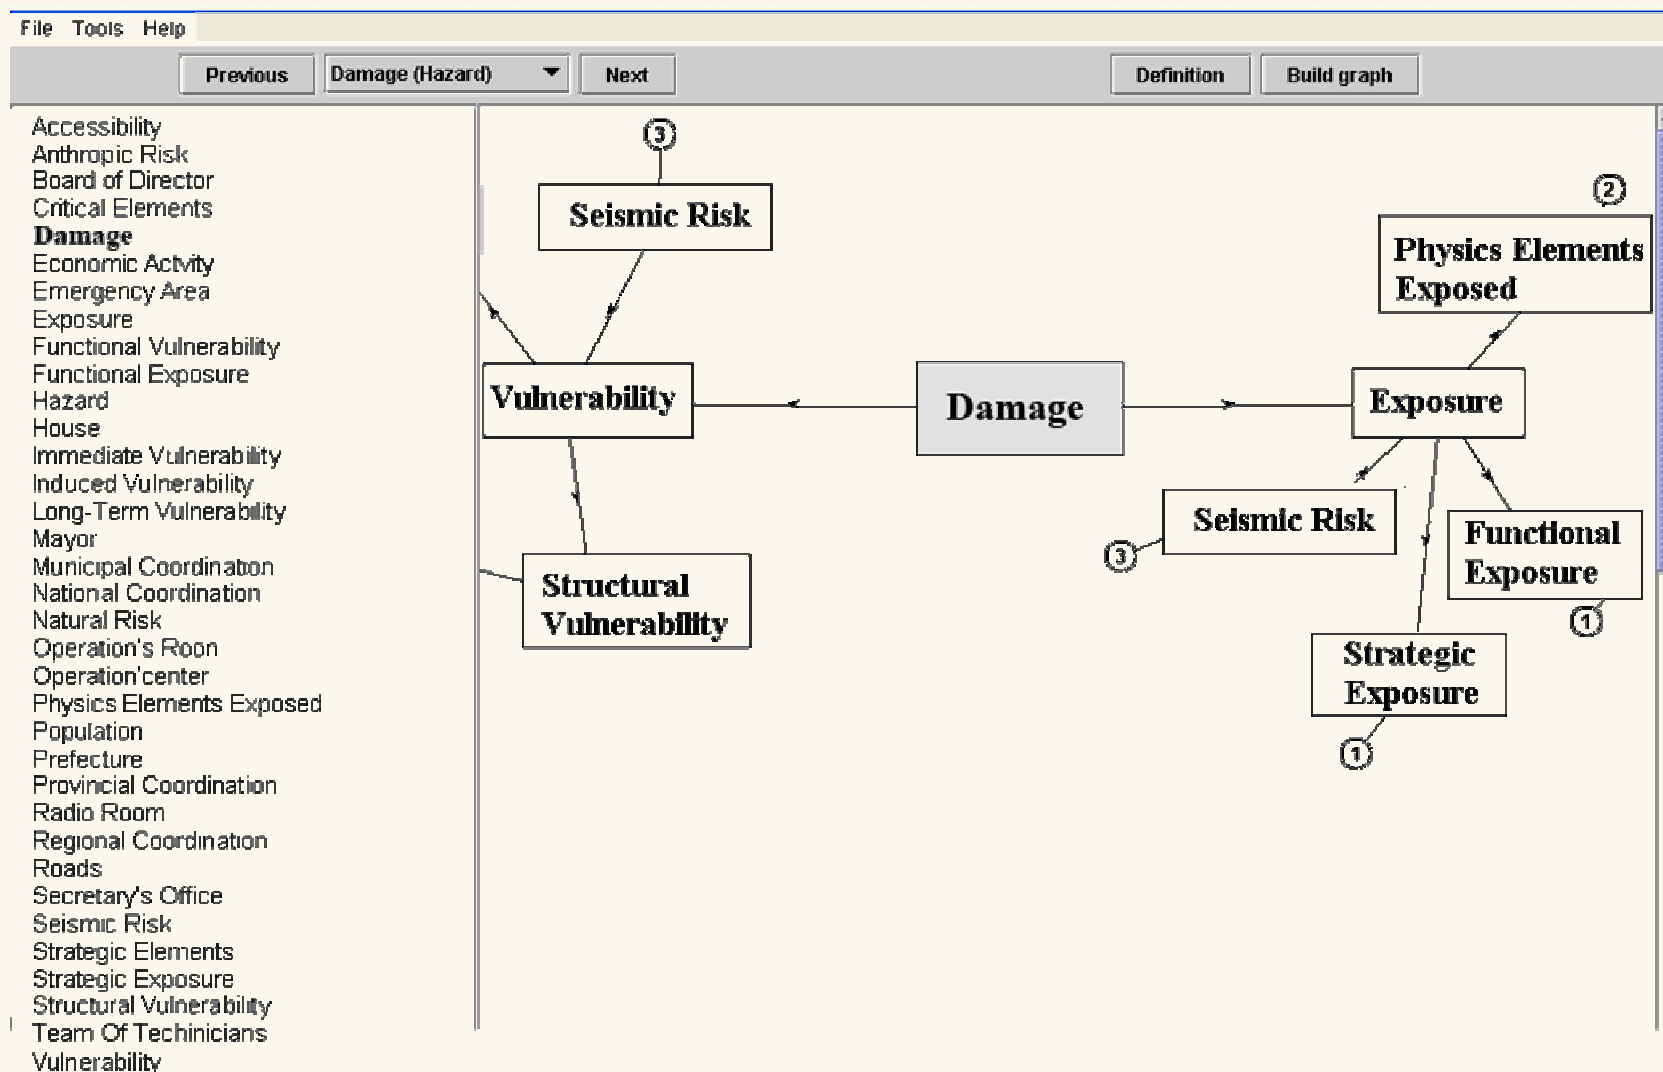 File Tools Help
Previous Damage (Hazard) Next Definition Build graph
Accessibility
Anthropic Risk
Board of Director
Critical Elements
Damage
Economic Actvity
Emergency Area
Exposure
Functional Vulnerability
Functional Exposure
Hazard
House
Immediate Vulnerability
Induced Vulnerability
Long-Term Vulnerability
Mayor
Municipal Coordination
National Coordination
Natural Risk
Operation's Roon
Operation'center
Physics Elements Exposed
Population
Prefecture
Provincial Coordination
Radio Room
Regional Coordination
Roads
Secretary's Office
Seismic Risk
Strategic Elements
Strategic Exposure
Structural Vulnerability
Team Of Techinicians
Vulnerability
3
Seismic Risk
2
Physics Elements
Exposed
Vulnerability
Damage
Exposure
Seismic Risk
3
Functional
Exposure
1
Structural
Vulnerability
Strategic
Exposure
1